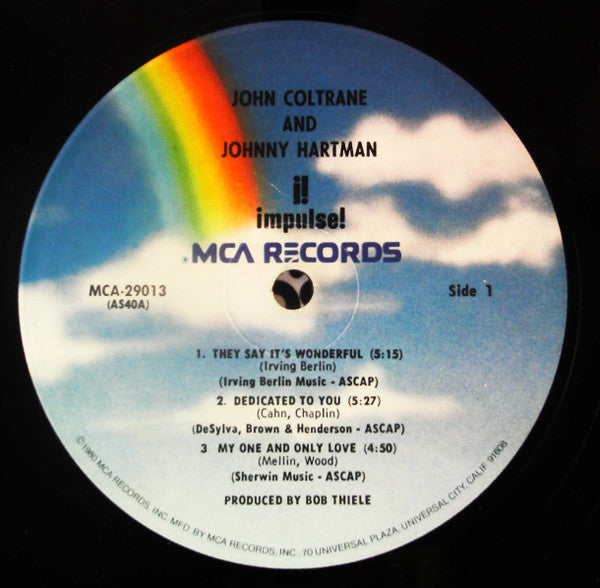 JOHN COLTRANE
AND
JOHNNY HARTMAN
i!
impulse!
MCA RECORDS
MCA-29013
(AS40A)
Side 1
1. THEY SAY IT'S WONDERFUL (5:15)
(Irving Berlin)
(Irving Berlin Music - ASCAP)
2. DEDICATED TO YOU (5:27)
(Cahn, Chaplin)
(DeSylva, Brown & Henderson - ASCAP)
3 MY ONE AND ONLY LOVE (4:50)
(Mellin, Wood)
(Sherwin Music - ASCAP)
PRODUCED BY BOB THIELE
©1980 MCA RECORDS, INC. MFD. BY MCA RECORDS, INC., 70 UNIVERSAL PLAZA, UNIVERSAL CITY, CALIF. 91608